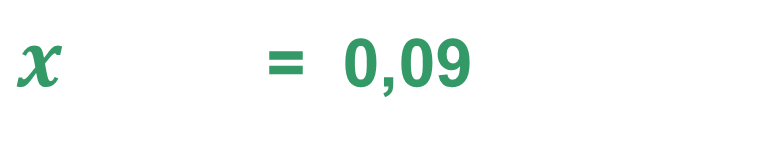 x = 0,09